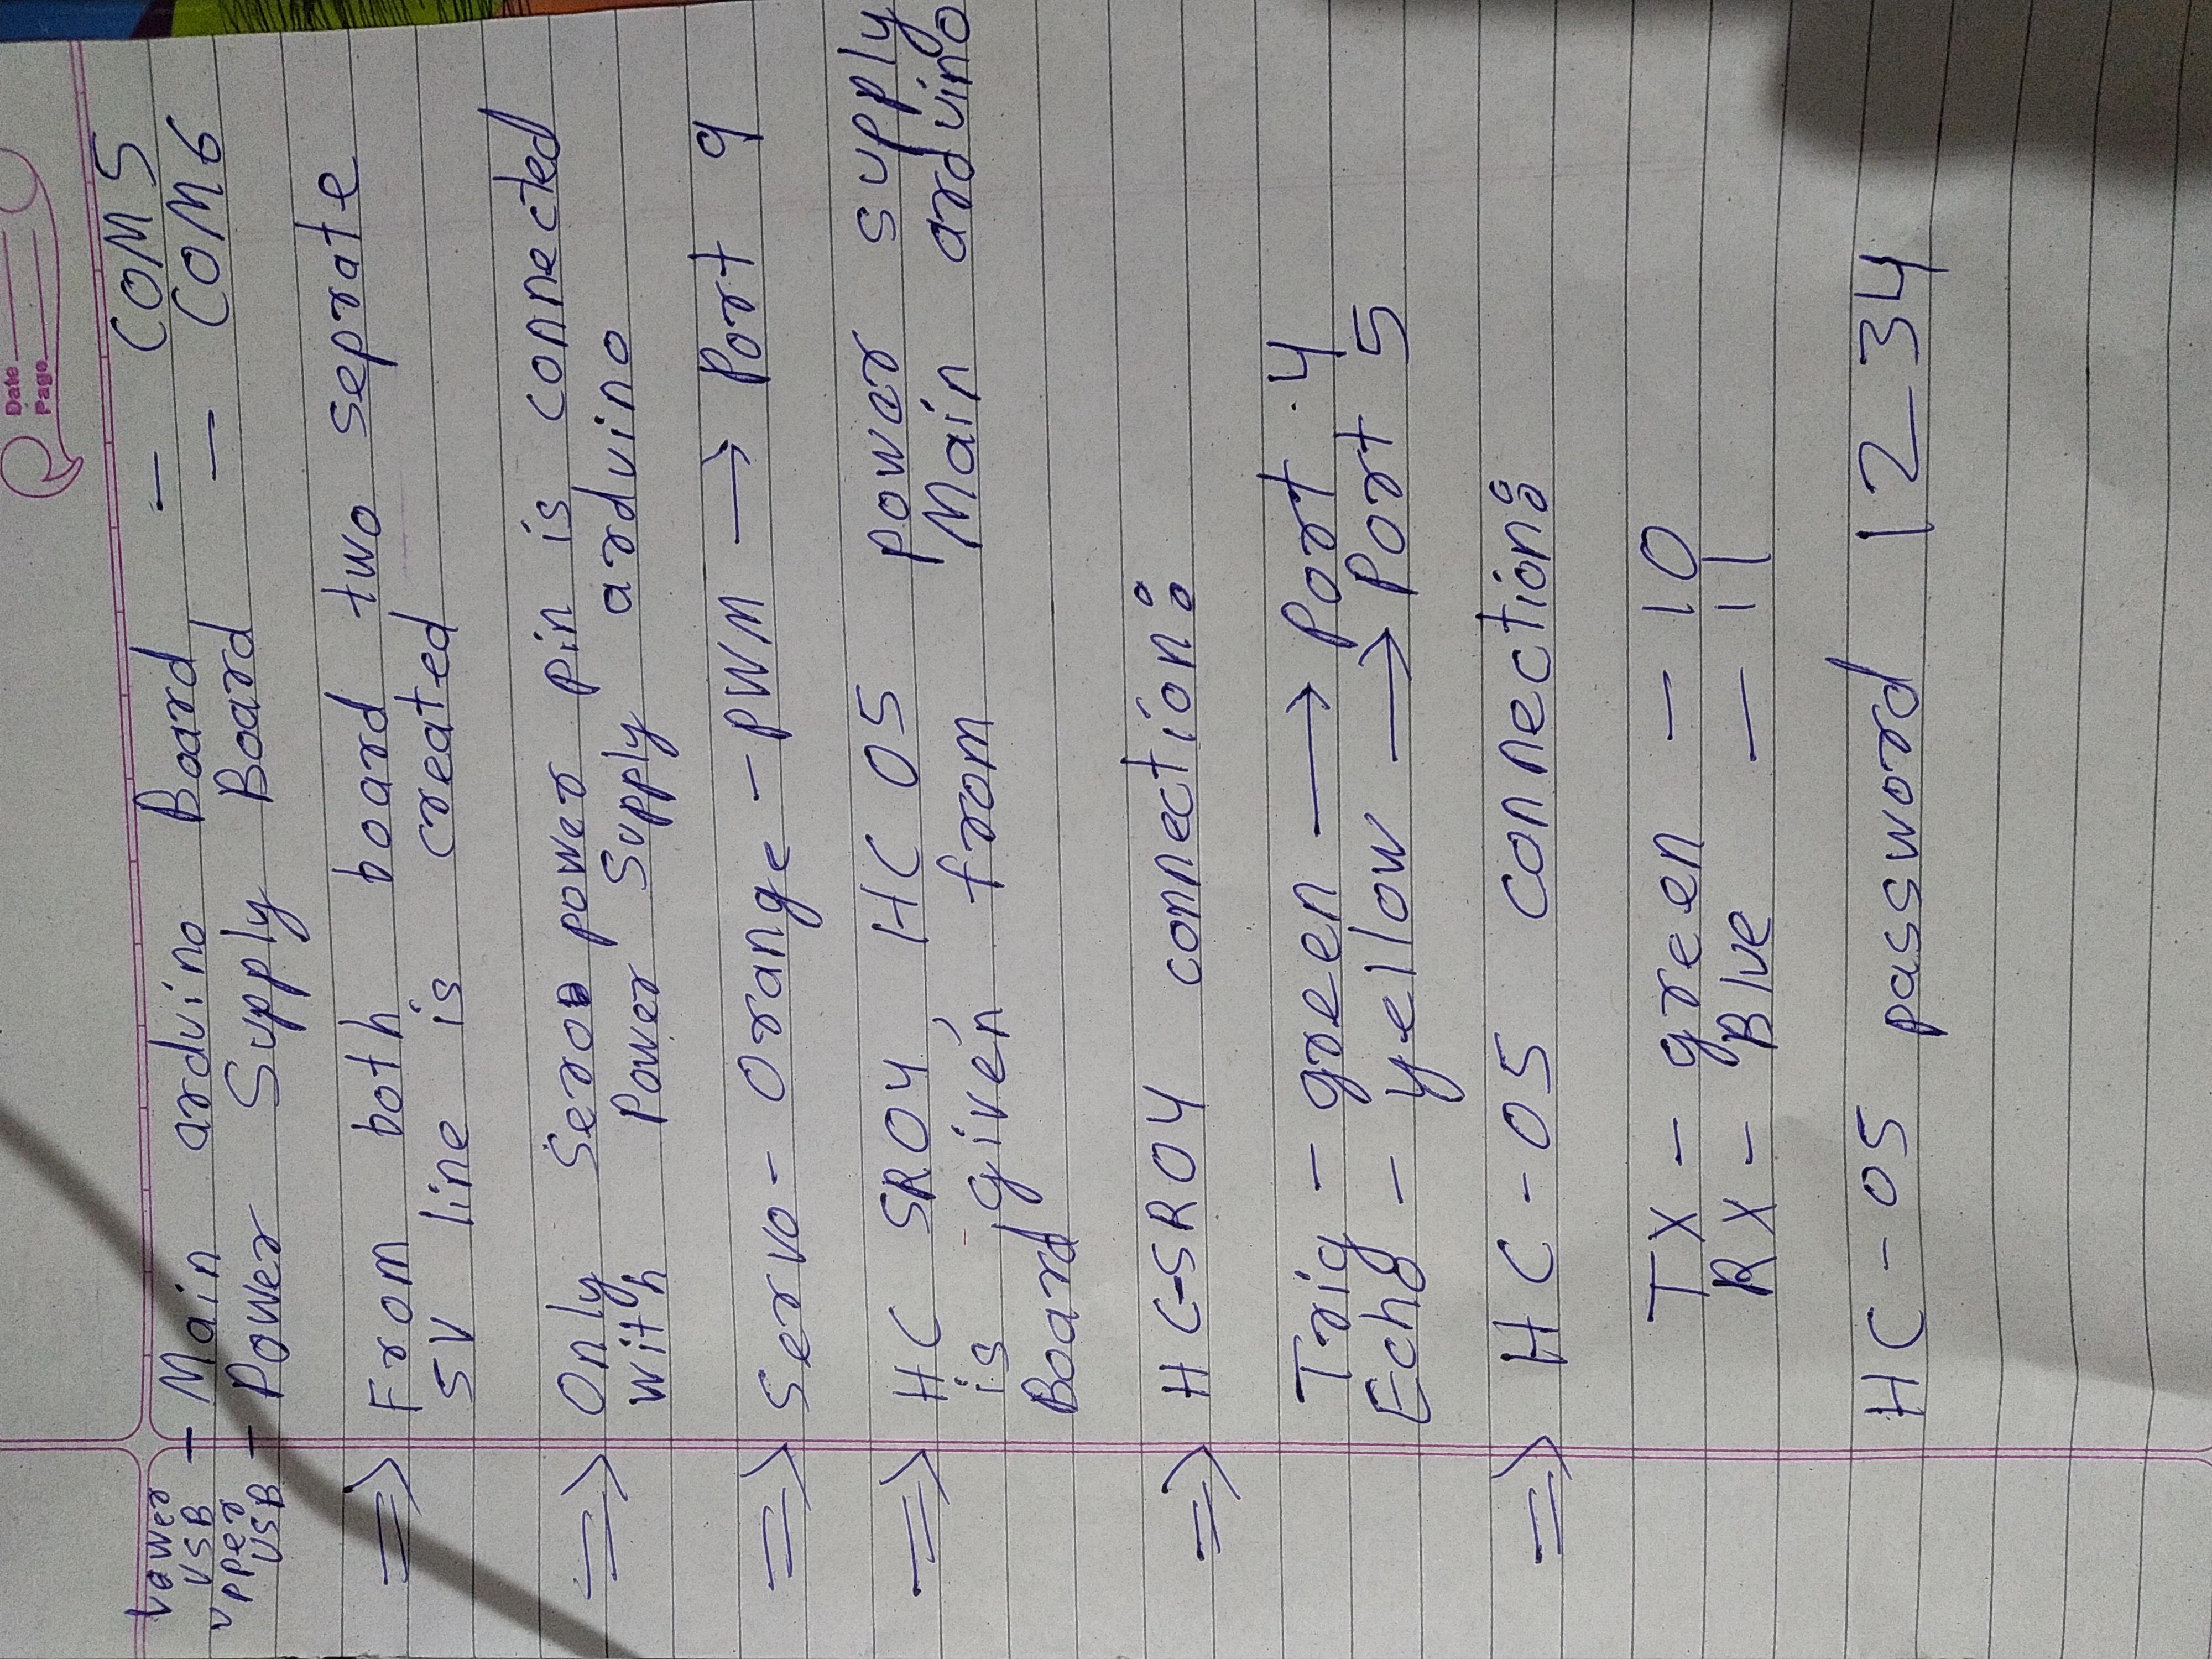 Date
Page
Lower
USB - Main arduino Board - COM5
Upper
USB - Power Supply Board - COM6
⇒ From both board two seprate
5V line is created
⇒ Only Servo power pin is connected
with Power Supply arduino
⇒ Servo - Orange - PWM → Port 9
⇒ HC SR04, HC 05 power supply
is given from Main arduino
Board
⇒ HC-SR04 connection:
Trig - green → Port 4
Echo - yellow → Port 5
⇒ HC-05 connection:
TX - green - 10
RX - Blue - 11
HC-05 password 1234